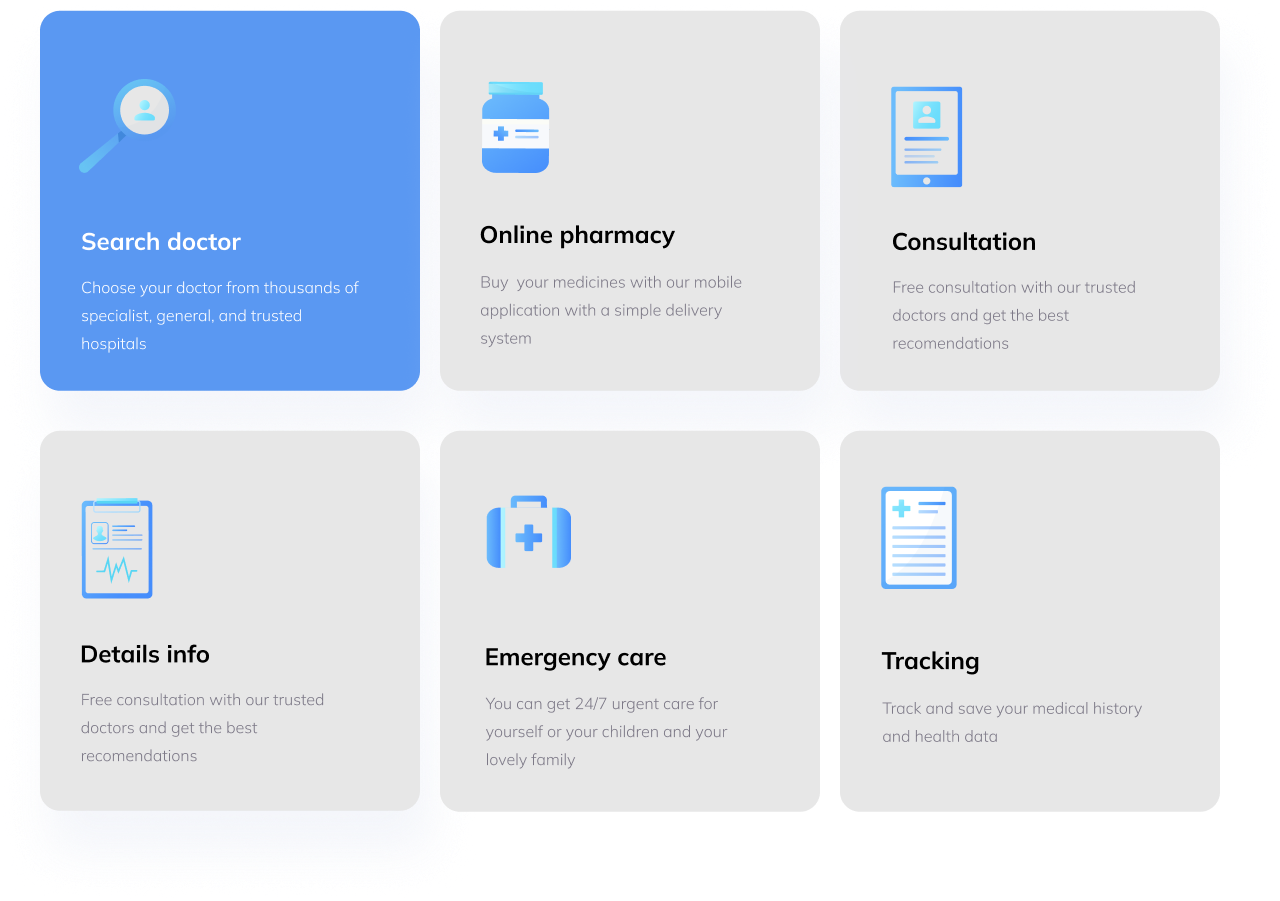 Search doctor
Choose your doctor from thousands of
specialist, general, and trusted
hospitals
Online pharmacy
Buy  your medicines with our mobile
application with a simple delivery
system
Consultation
Free consultation with our trusted
doctors and get the best
recomendations
Details info
Free consultation with our trusted
doctors and get the best
recomendations
Emergency care
You can get 24/7 urgent care for
yourself or your children and your
lovely family
Tracking
Track and save your medical history
and health data